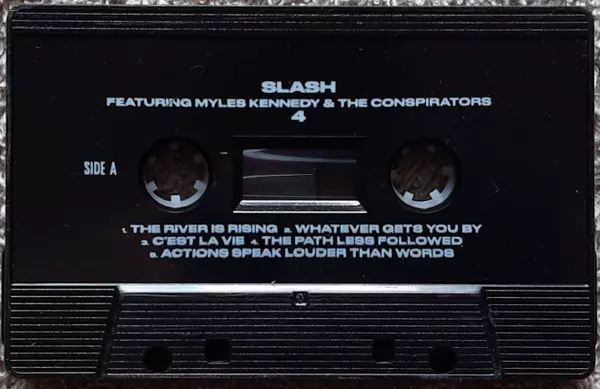 SLASH
FEATURING MYLES KENNEDY & THE CONSPIRATORS
4
SIDE A
1. THE RIVER IS RISING 2. WHATEVER GETS YOU BY
3. C'EST LA VIE 4. THE PATH LESS FOLLOWED
5. ACTIONS SPEAK LOUDER THAN WORDS